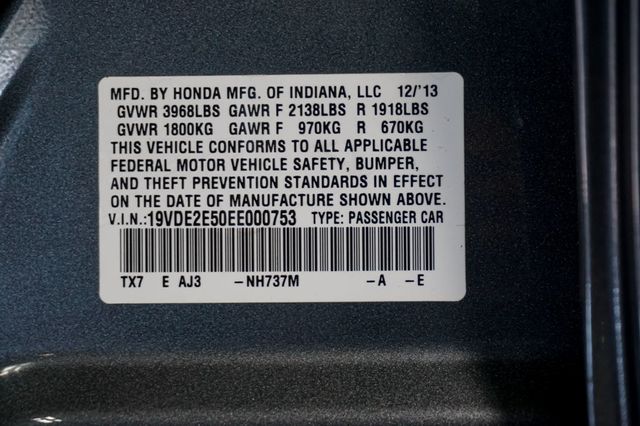 MFD. BY HONDA MFG. OF INDIANA, LLC 12/'13
GVWR 3968LBS GAWR F 2138LBS R 1918LBS
GVWR 1800KG GAWR F 970KG R 670KG
THIS VEHICLE CONFORMS TO ALL APPLICABLE
FEDERAL MOTOR VEHICLE SAFETY, BUMPER,
AND THEFT PREVENTION STANDARDS IN EFFECT
ON THE DATE OF MANUFACTURE SHOWN ABOVE.
V.I.N.:19VDE2E50EE000753 TYPE: PASSENGER CAR
TX7 E AJ3 -NH737M -A -E